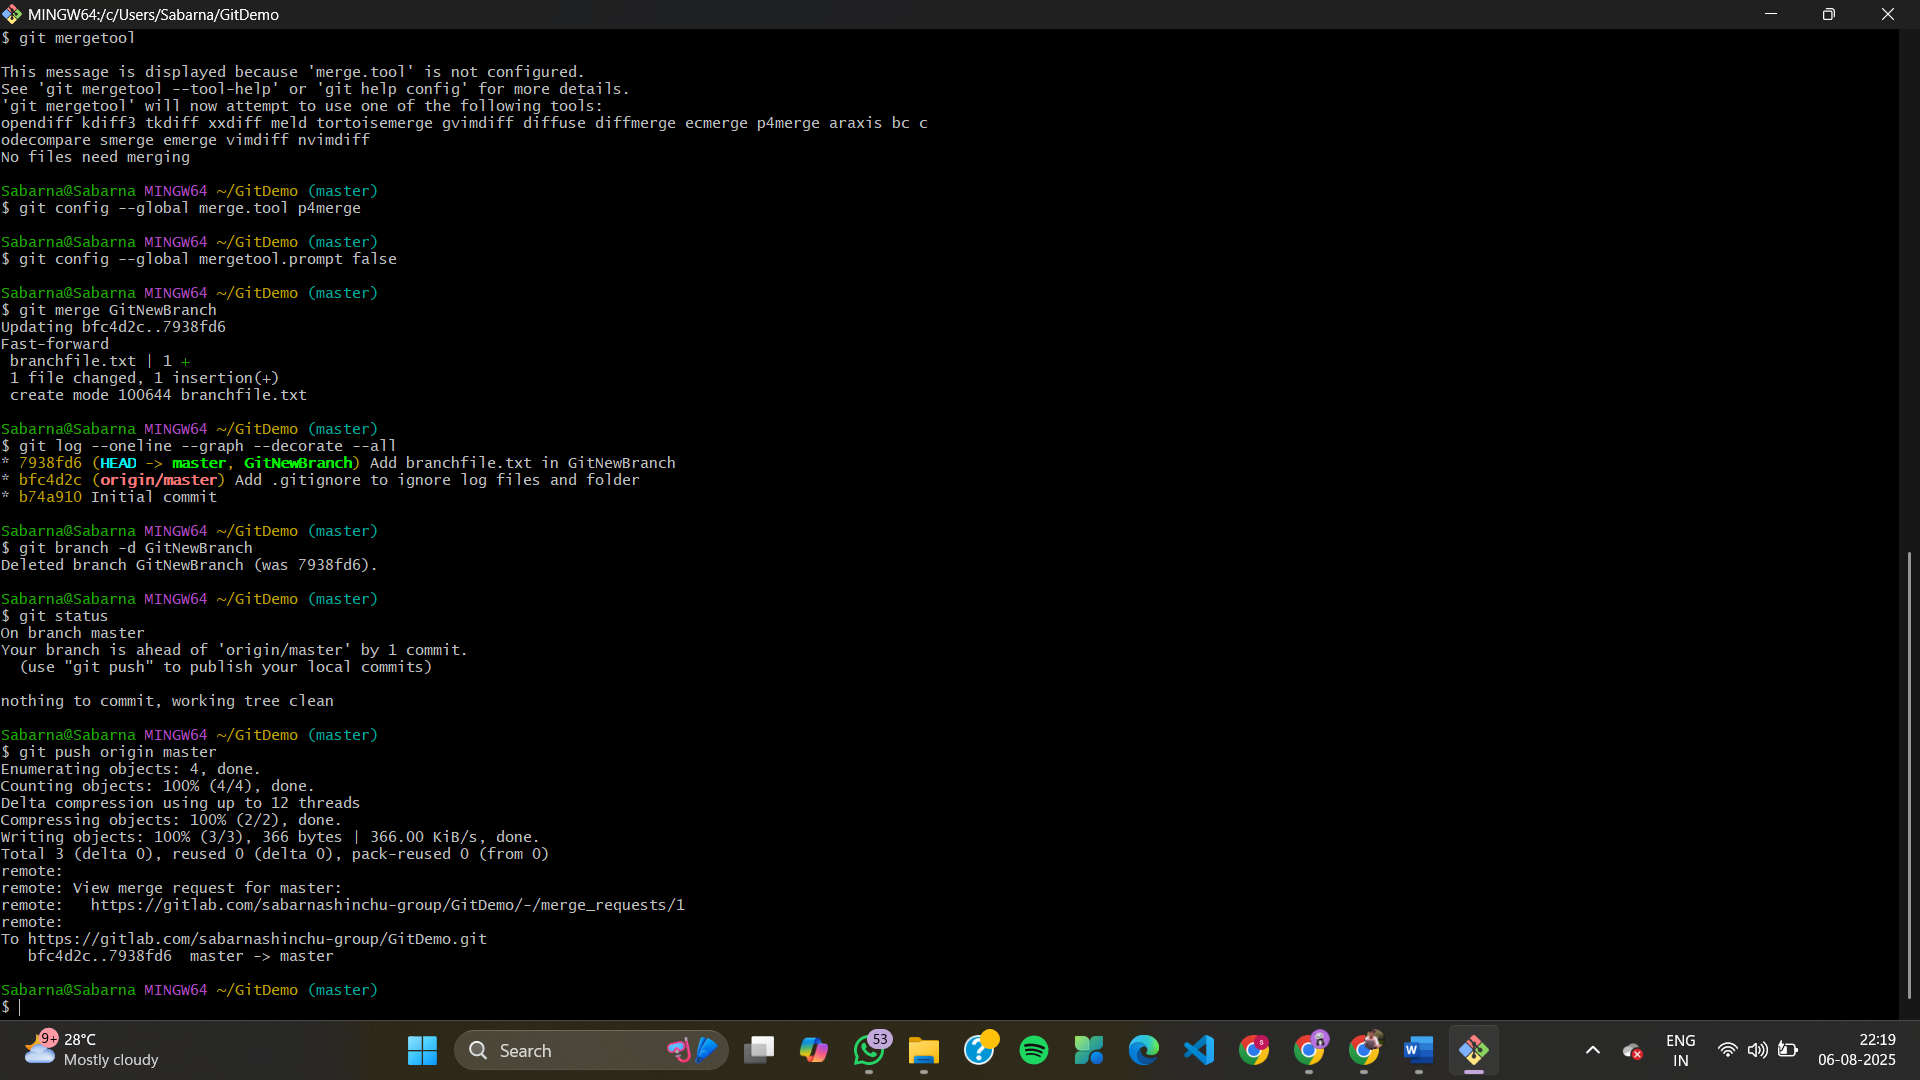 MINGW64:/c/Users/Sabarna/GitDemo
$ git mergetool
This message is displayed because 'merge.tool' is not configured.
See 'git mergetool --tool-help' or 'git help config' for more details.
'git mergetool' will now attempt to use one of the following tools:
opendiff kdiff3 tkdiff xxdiff meld tortoisemerge gvimdiff diffuse diffmerge ecmerge p4merge araxis bc c
odecompare smerge emerge vimdiff nvimdiff
No files need merging
Sabarna@Sabarna MINGW64 ~/GitDemo (master)
$ git config --global merge.tool p4merge
Sabarna@Sabarna MINGW64 ~/GitDemo (master)
$ git config --global mergetool.prompt false
Sabarna@Sabarna MINGW64 ~/GitDemo (master)
$ git merge GitNewBranch
Updating bfc4d2c..7938fd6
Fast-forward
 branchfile.txt | 1 +
 1 file changed, 1 insertion(+)
 create mode 100644 branchfile.txt
Sabarna@Sabarna MINGW64 ~/GitDemo (master)
$ git log --oneline --graph --decorate --all
* 7938fd6 (HEAD -> master, GitNewBranch) Add branchfile.txt in GitNewBranch
* bfc4d2c (origin/master) Add .gitignore to ignore log files and folder
* b74a910 Initial commit
Sabarna@Sabarna MINGW64 ~/GitDemo (master)
$ git branch -d GitNewBranch
Deleted branch GitNewBranch (was 7938fd6).
Sabarna@Sabarna MINGW64 ~/GitDemo (master)
$ git status
On branch master
Your branch is ahead of 'origin/master' by 1 commit.
  (use "git push" to publish your local commits)
nothing to commit, working tree clean
Sabarna@Sabarna MINGW64 ~/GitDemo (master)
$ git push origin master
Enumerating objects: 4, done.
Counting objects: 100% (4/4), done.
Delta compression using up to 12 threads
Compressing objects: 100% (2/2), done.
Writing objects: 100% (3/3), 366 bytes | 366.00 KiB/s, done.
Total 3 (delta 0), reused 0 (delta 0), pack-reused 0 (from 0)
remote:
remote: View merge request for master:
remote:   https://gitlab.com/sabarnashinchu-group/GitDemo/-/merge_requests/1
remote:
To https://gitlab.com/sabarnashinchu-group/GitDemo.git
   bfc4d2c..7938fd6  master -> master
Sabarna@Sabarna MINGW64 ~/GitDemo (master)
$
9+ 28°C
Mostly cloudy
Search
53
ENG
IN
22:19
06-08-2025